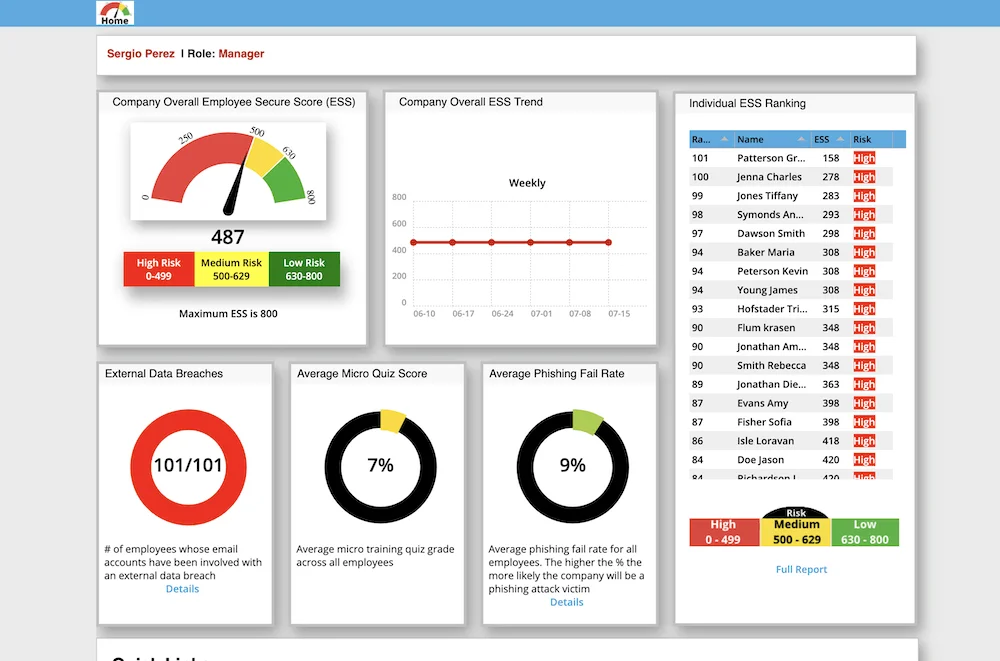 Home
Sergio Perez | Role: Manager
Company Overall Employee Secure Score (ESS)
0
250
500
630
800
487
High Risk
0-499
Medium Risk
500-629
Low Risk
630-800
Maximum ESS is 800
Company Overall ESS Trend
Weekly
800
600
400
200
0
06-10 06-17 06-24 07-01 07-08 07-15
Individual ESS Ranking
Ra... Name ESS Risk
101 Patterson Gr... 158 High
100 Jenna Charles 278 High
99 Jones Tiffany 283 High
98 Symonds An... 293 High
97 Dawson Smith 298 High
94 Baker Maria 308 High
94 Peterson Kevin 308 High
94 Young James 308 High
93 Hofstader Tri... 315 High
90 Flum krasen 348 High
90 Jonathan Am... 348 High
90 Smith Rebecca 348 High
89 Jonathan Die... 363 High
87 Evans Amy 398 High
87 Fisher Sofia 398 High
86 Isle Loravan 418 High
84 Doe Jason 420 High
84 Richardson 420 High
Risk
High
0 - 499
Medium
500 - 629
Low
630 - 800
Full Report
External Data Breaches
101/101
# of employees whose email
accounts have been involved with
an external data breach
Details
Average Micro Quiz Score
7%
Average micro training quiz grade
across all employees
Average Phishing Fail Rate
9%
Average phishing fail rate for all
employees. The higher the % the
more likely the company will be a
phishing attack victim
Details